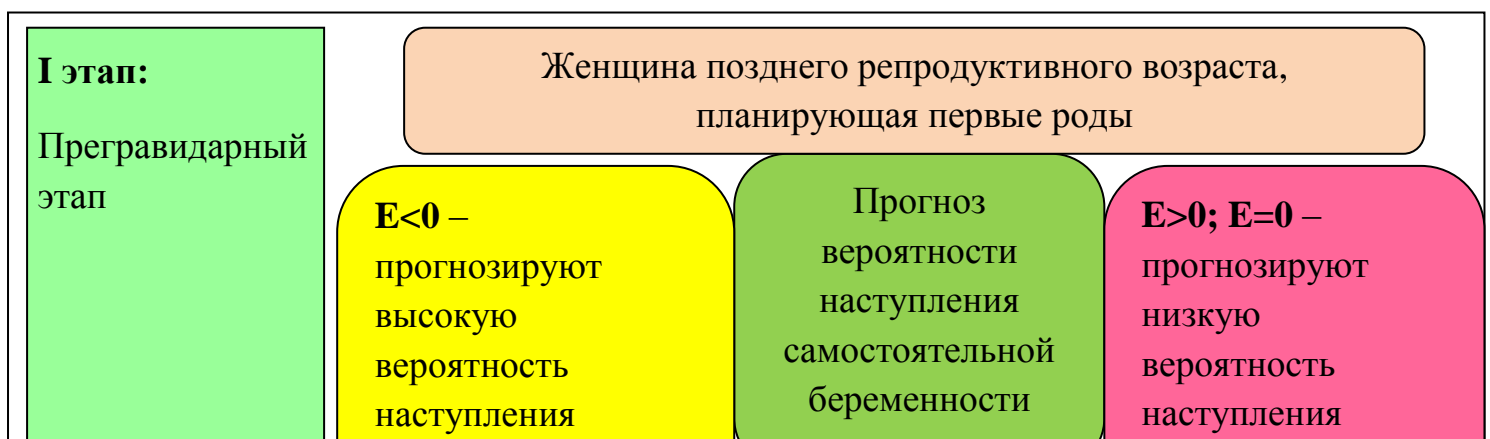 I этап:
Прегравидарный
этап
Женщина позднего репродуктивного возраста,
планирующая первые роды
E<0 –
прогнозируют
высокую
вероятность
наступления
Прогноз
вероятности
наступления
самостоятельной
беременности
E>0; E=0 –
прогнозируют
низкую
вероятность
наступления